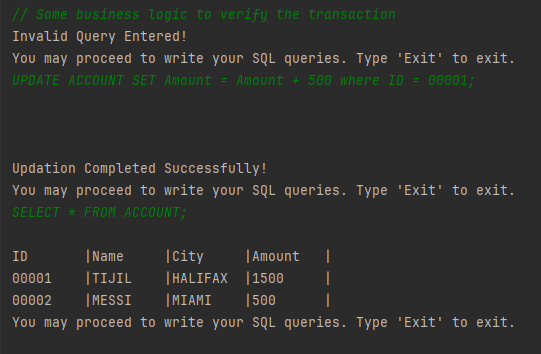 // Some business logic to verify the transaction
Invalid Query Entered!
You may proceed to write your SQL queries. Type 'Exit' to exit.
UPDATE ACCOUNT SET Amount = Amount + 500 where ID = 00001;
Updation Completed Successfully!
You may proceed to write your SQL queries. Type 'Exit' to exit.
SELECT * FROM ACCOUNT;
ID       |Name     |City     |Amount   |
00001    |TIJIL    |HALIFAX  |1500     |
00002    |MESSI    |MIAMI    |500      |
You may proceed to write your SQL queries. Type 'Exit' to exit.